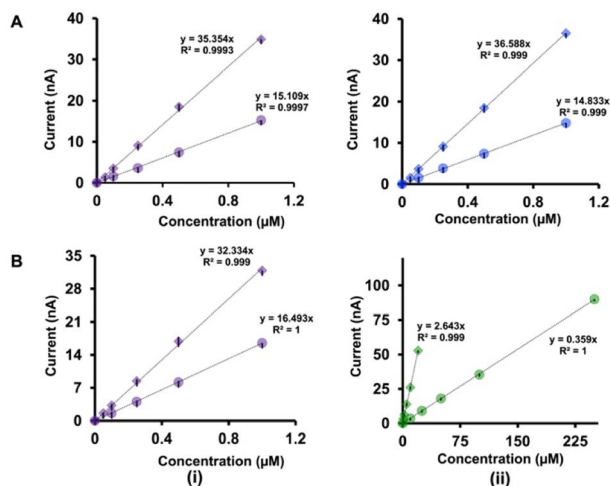 A
40
30
20
10
0
Current (nA)
y = 35.354x
R² = 0.9993
y = 15.109x
R² = 0.9997
0 0.4 0.8 1.2
Concentration (µM)
40
30
20
10
0
Current (nA)
y = 36.588x
R² = 0.999
y = 14.833x
R² = 0.999
0 0.4 0.8 1.2
Concentration (µM)
B
35
28
21
14
7
0
Current (nA)
y = 32.334x
R² = 0.999
y = 16.493x
R² = 1
0 0.4 0.8 1.2
Concentration (µM)
(i)
100
75
50
25
0
Current (nA)
y = 2.643x
R² = 0.999
y = 0.359x
R² = 1
0 75 150 225
Concentration (µM)
(ii)